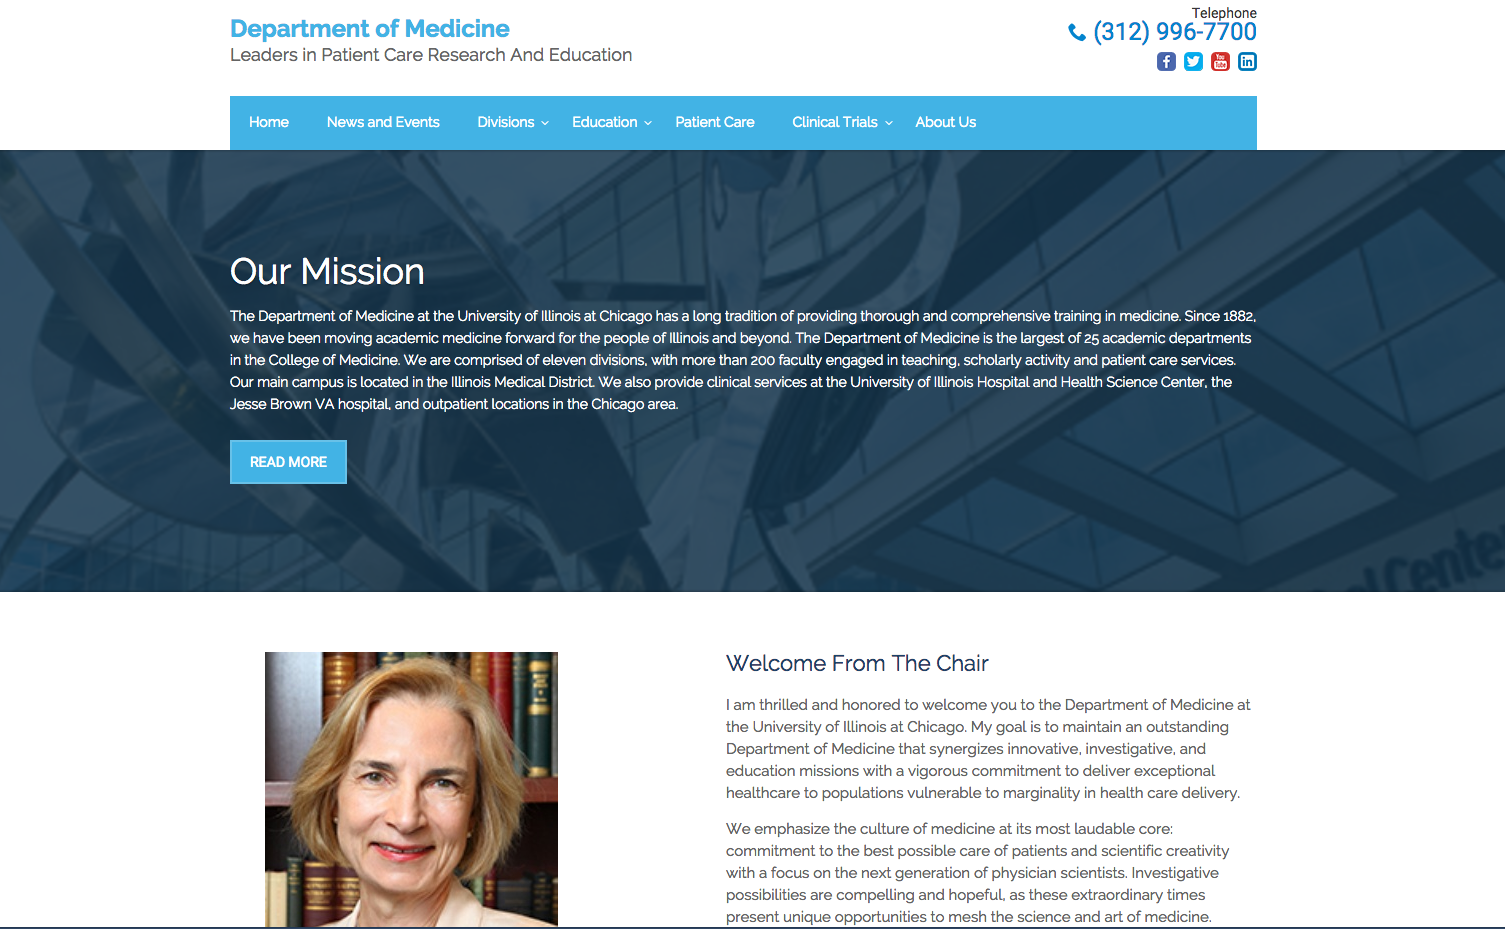 Department of Medicine
Leaders in Patient Care Research And Education
Telephone
(312) 996-7700
Home News and Events Divisions Education Patient Care Clinical Trials About Us
Our Mission
The Department of Medicine at the University of Illinois at Chicago has a long tradition of providing thorough and comprehensive training in medicine. Since 1882,
we have been moving academic medicine forward for the people of Illinois and beyond. The Department of Medicine is the largest of 25 academic departments
in the College of Medicine. We are comprised of eleven divisions, with more than 200 faculty engaged in teaching, scholarly activity and patient care services.
Our main campus is located in the Illinois Medical District. We also provide clinical services at the University of Illinois Hospital and Health Science Center, the
Jesse Brown VA hospital, and outpatient locations in the Chicago area.
READ MORE
Center
Welcome From The Chair
I am thrilled and honored to welcome you to the Department of Medicine at
the University of Illinois at Chicago. My goal is to maintain an outstanding
Department of Medicine that synergizes innovative, investigative, and
education missions with a vigorous commitment to deliver exceptional
healthcare to populations vulnerable to marginality in health care delivery.
We emphasize the culture of medicine at its most laudable core:
commitment to the best possible care of patients and scientific creativity
with a focus on the next generation of physician scientists. Investigative
possibilities are compelling and hopeful, as these extraordinary times
present unique opportunities to mesh the science and art of medicine.